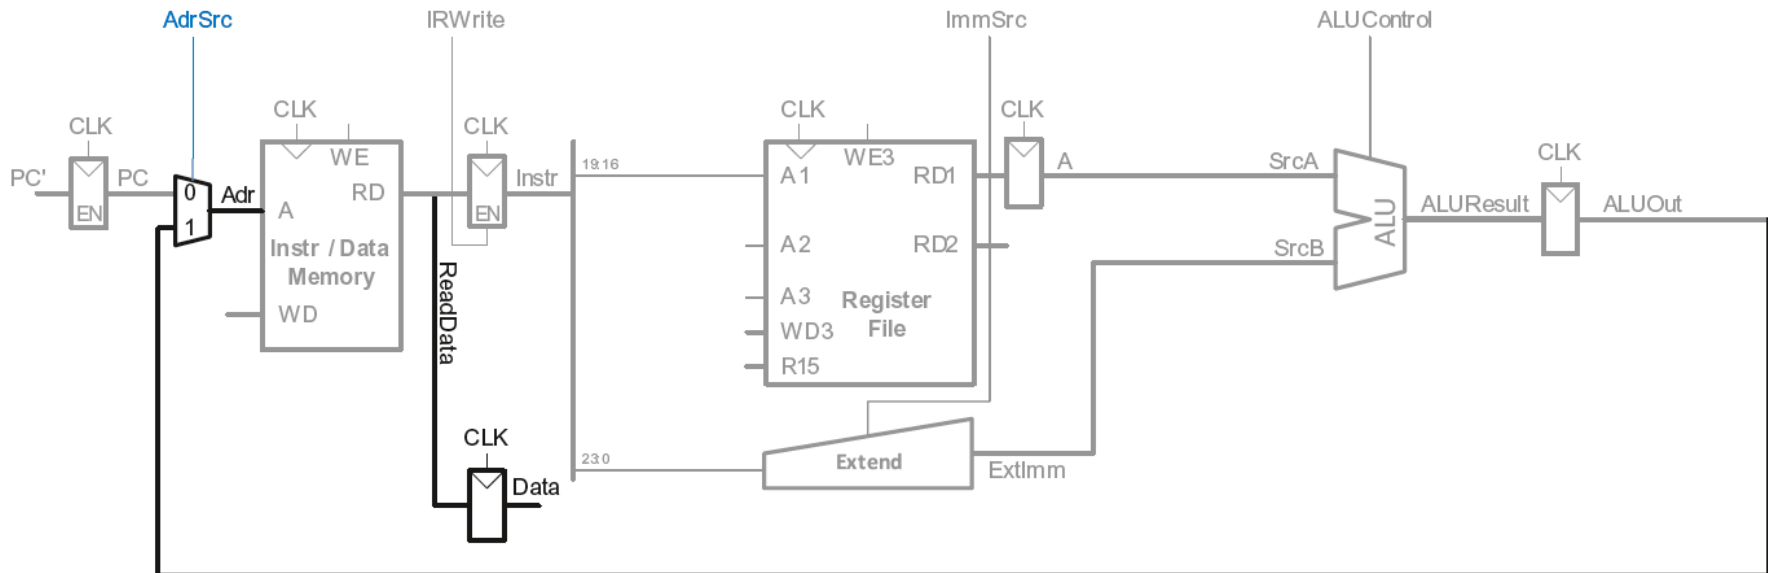 AdrSrc
IRWrite
ImmSrc
ALUControl
CLK
CLK
CLK
CLK
CLK
CLK
PC'
EN
PC
0
1
Adr
WE
RD
A
Instr / Data
Memory
WD
EN
Instr
ReadData
CLK
Data
19:16
23:0
WE3
A1
RD1
A2
RD2
A3
Register
File
WD3
R15
Extend
ExtImm
A
SrcA
SrcB
ALU
ALUResult
ALUOut